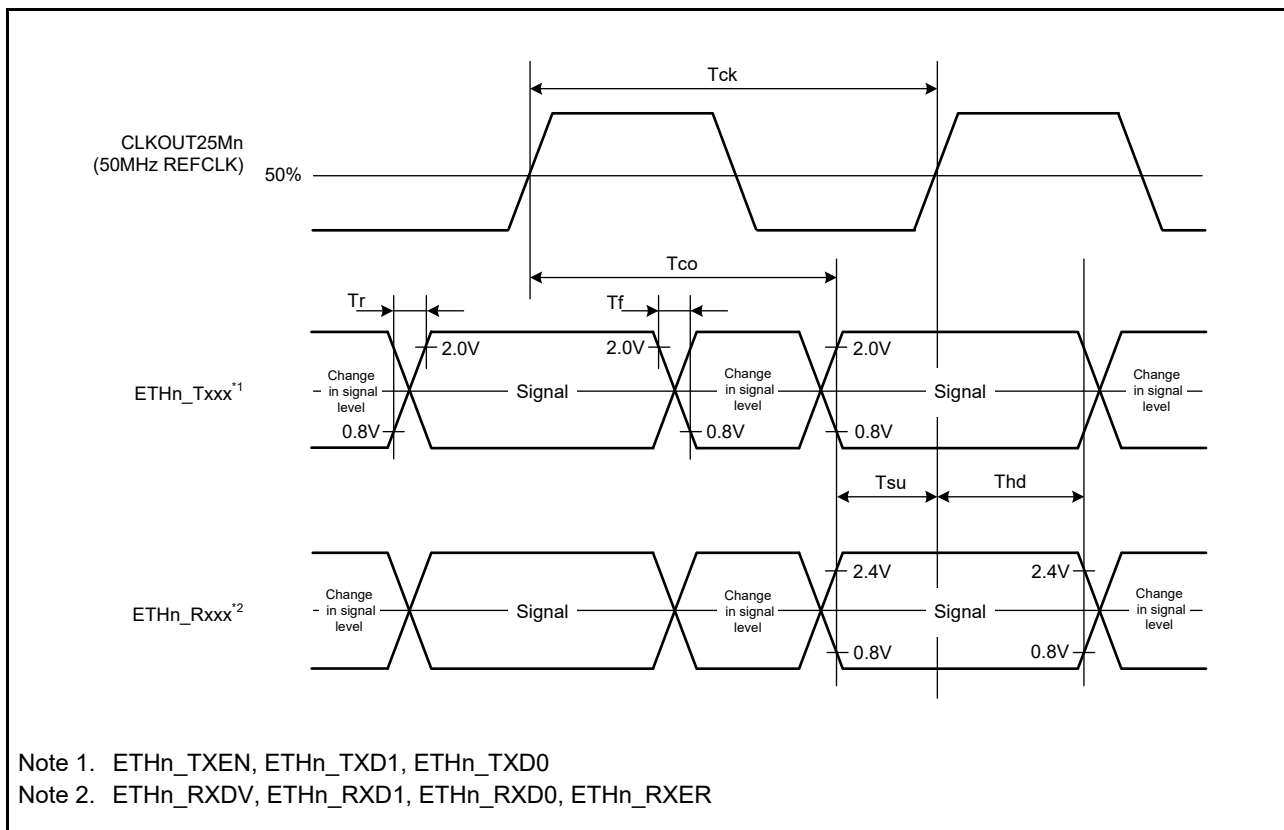 Tck
CLKOUT25Mn
(50MHz REFCLK)
50%
Tco
Tr
Tf
2.0V
2.0V
2.0V
Change
in signal
level
Signal
Change
in signal
level
Signal
Change
in signal
level
ETHn_Txxx*1
0.8V
0.8V
0.8V
Tsu
Thd
2.4V
2.4V
Change
in signal
level
Signal
Change
in signal
level
Signal
Change
in signal
level
ETHn_Rxxx*2
0.8V
0.8V
Note 1. ETHn_TXEN, ETHn_TXD1, ETHn_TXD0
Note 2. ETHn_RXDV, ETHn_RXD1, ETHn_RXD0, ETHn_RXER